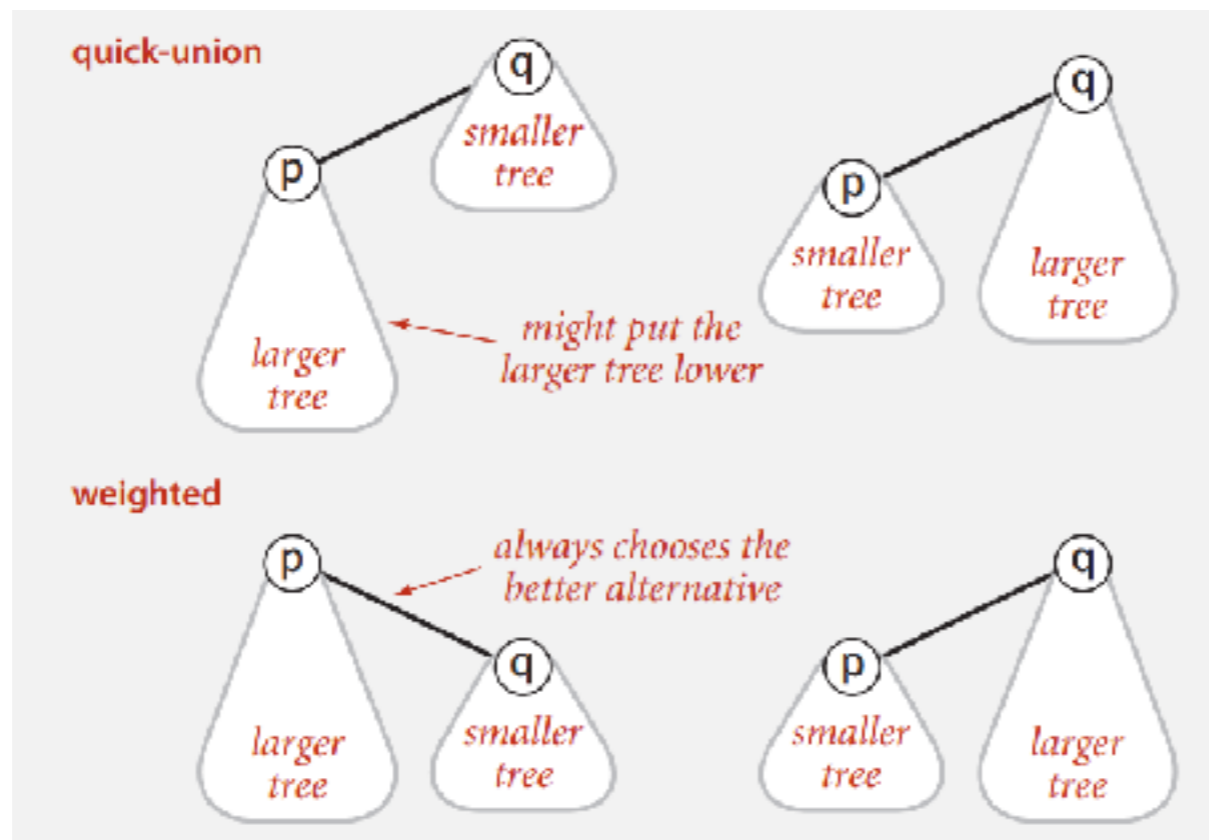 quick-union
q
smaller
tree
p
larger
tree
might put the
larger tree lower
q
p
smaller
tree
larger
tree
weighted
p
always chooses the
better alternative
q
larger
tree
smaller
tree
q
p
smaller
tree
larger
tree